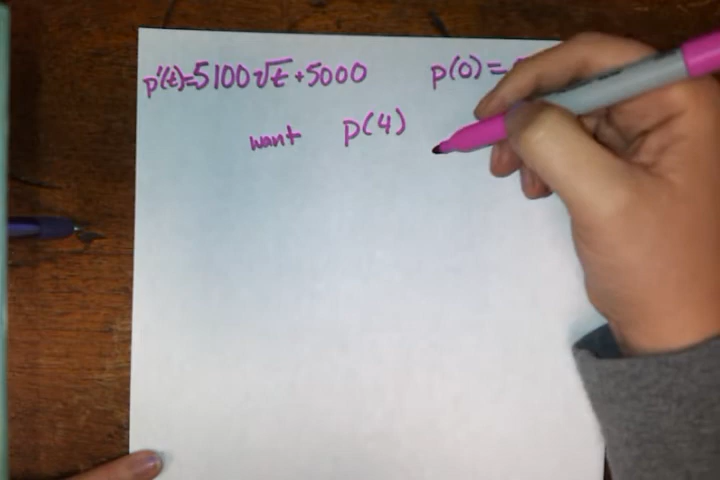 p'(t)=5100√t+5000 p(0)=
want p(4)